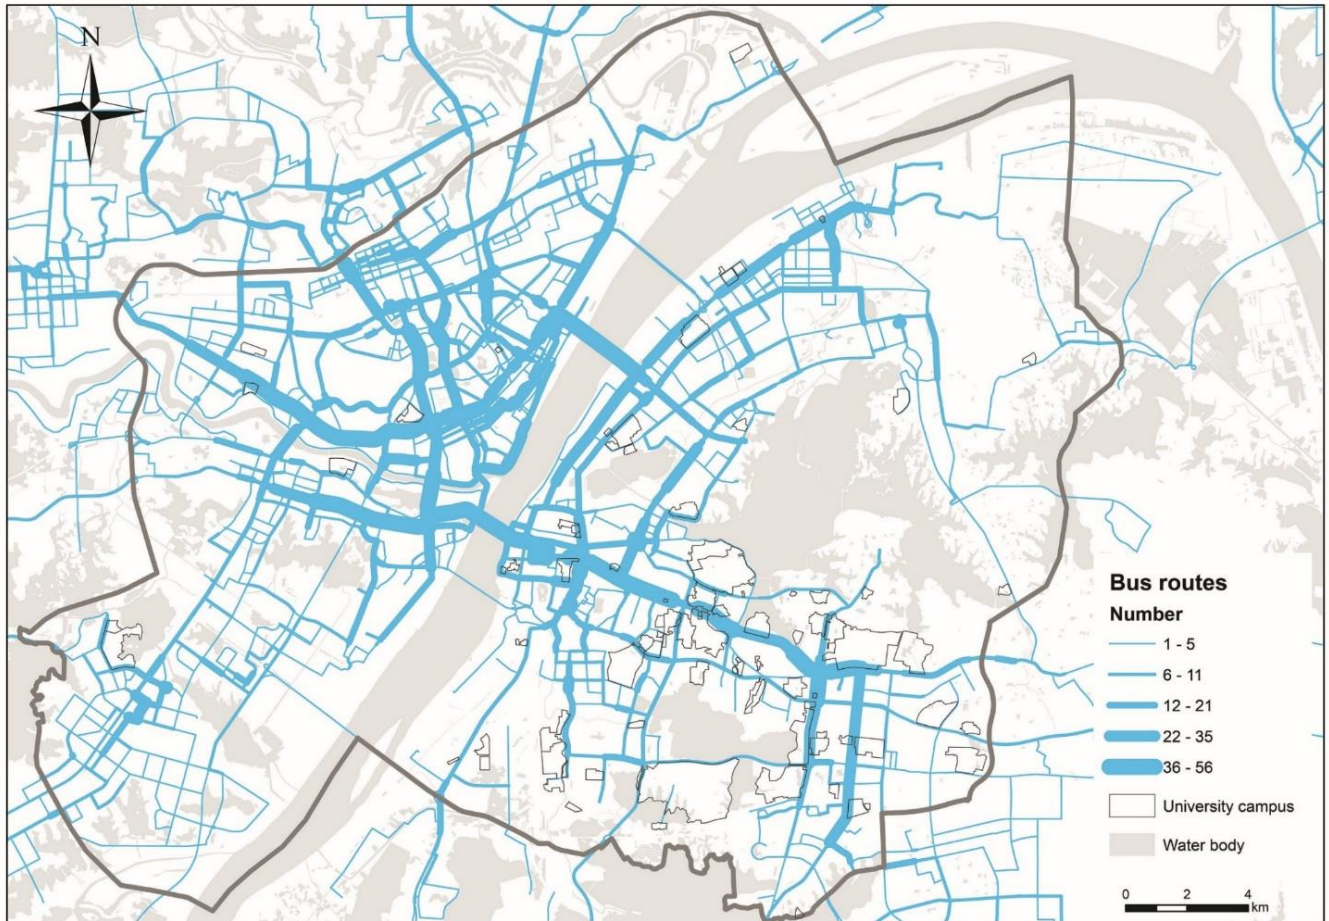 N
Bus routes
Number
1 - 5
6 - 11
12 - 21
22 - 35
36 - 56
University campus
Water body
0 2 4
km